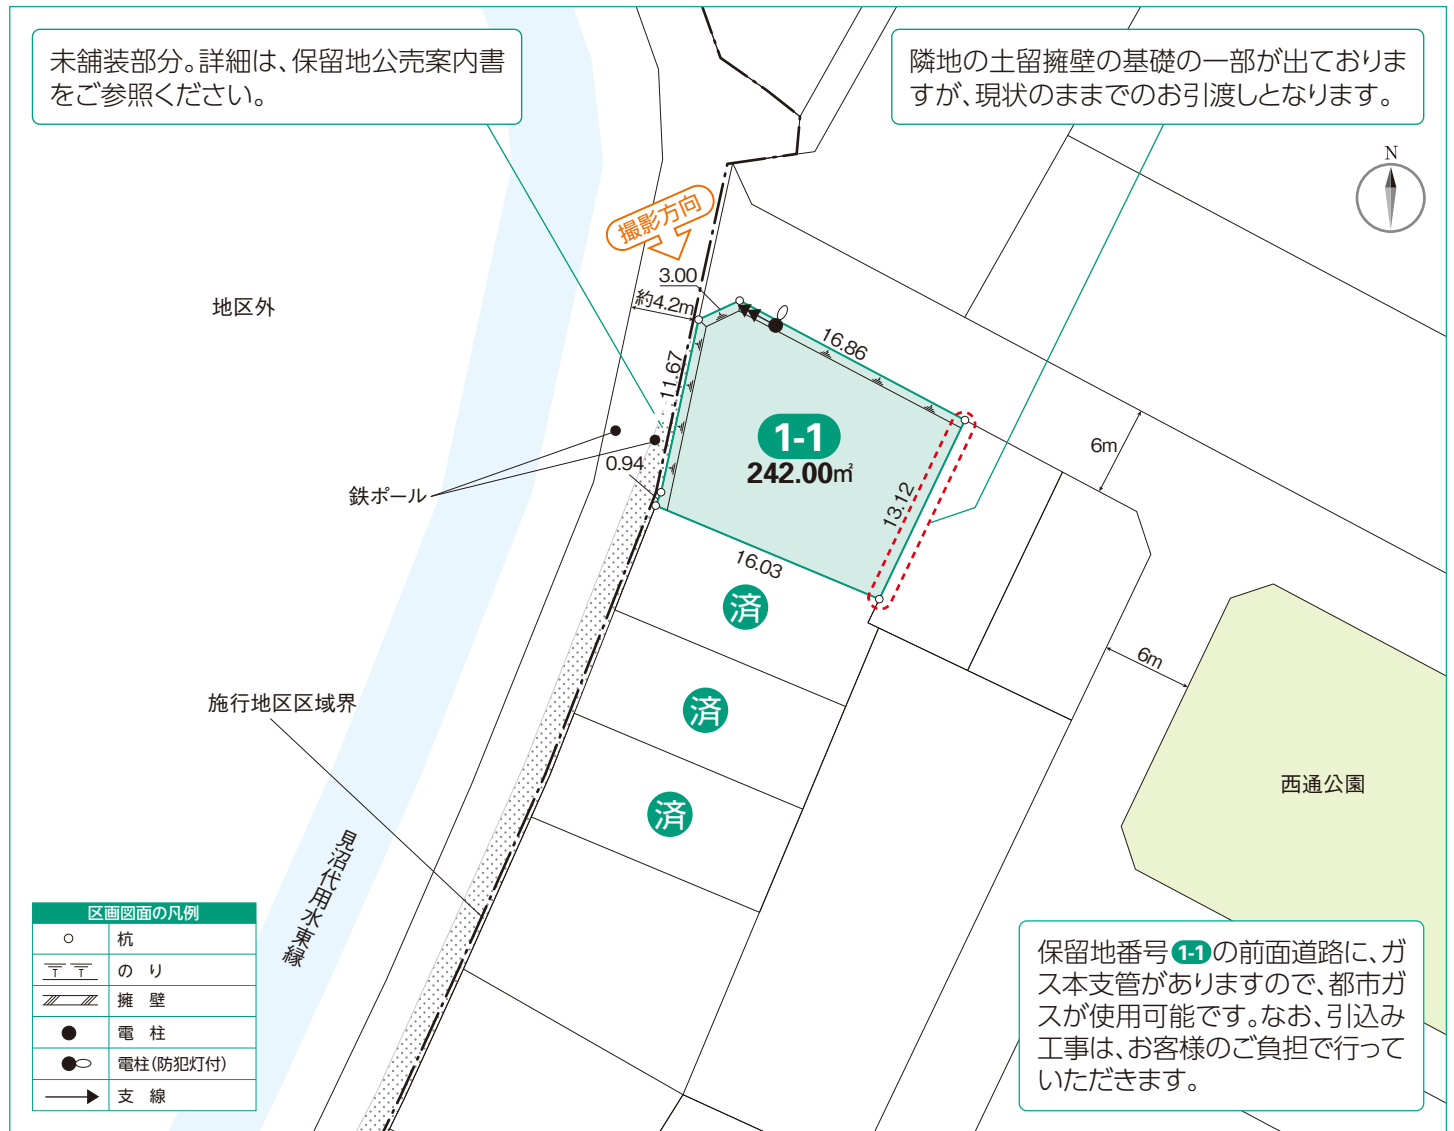 未舗装部分。詳細は、保留地公売案内書
をご参照ください。
隣地の土留擁壁の基礎の一部が出ておりま
すが、現状のままでのお引渡しとなります。
N
撮影方向
3.00
約4.2m
地区外
16.86
11.67
1-1
242.00㎡
6m
0.94
鉄ポール
13.12
16.03
済
6m
施行地区区域界
済
西通公園
済
見沼代用水東縁
区画図面の凡例
杭
のり
擁壁
電柱
電柱(防犯灯付)
支線
保留地番号1-1の前面道路に、ガ
ス本支管がありますので、都市ガ
スが使用可能です。なお、引込み
工事は、お客様のご負担で行って
いただきます。